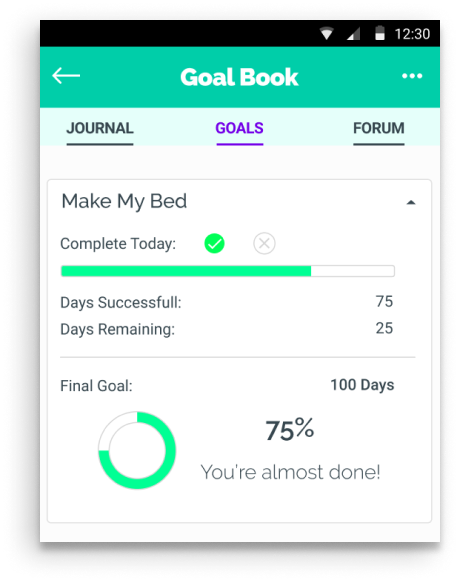 12:30
Goal Book
JOURNAL GOALS FORUM
Make My Bed
Complete Today:
Days Successfull: 75
Days Remaining: 25
Final Goal: 100 Days
75%
You're almost done!